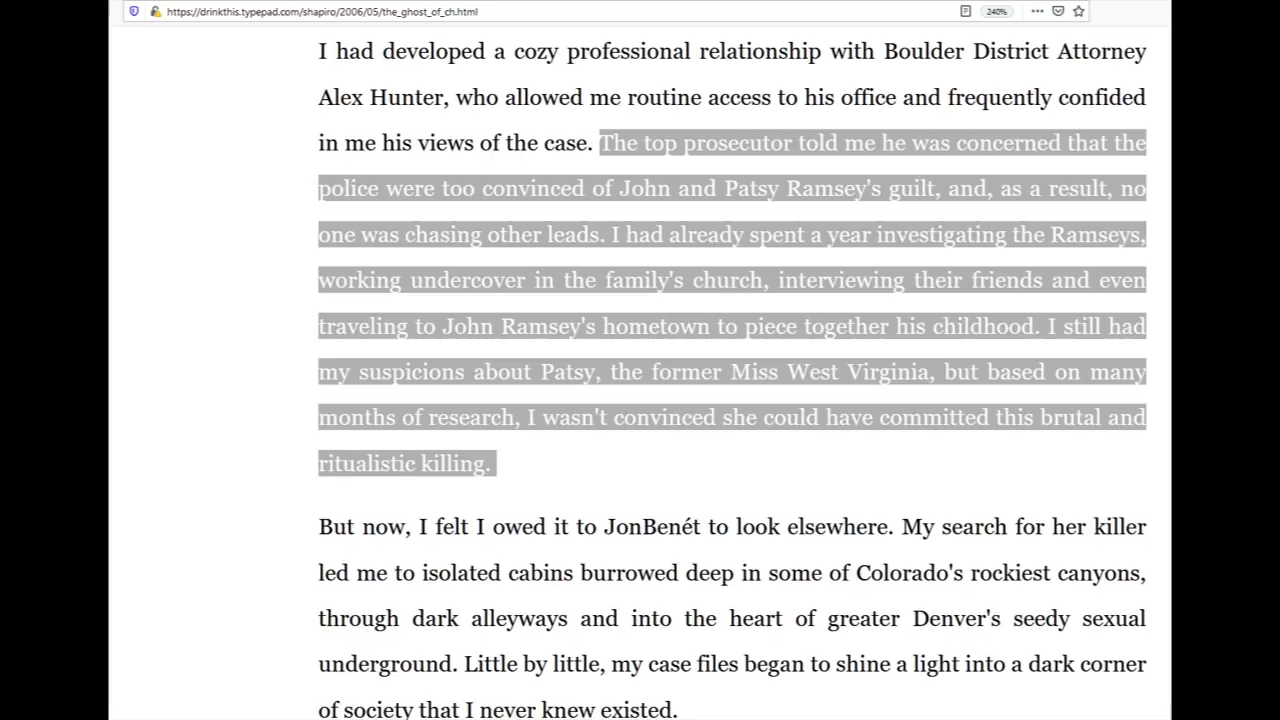 https://drinkthis.typepad.com/shapiro/2006/05/the_ghost_of_ch.html
240%
I had developed a cozy professional relationship with Boulder District Attorney
Alex Hunter, who allowed me routine access to his office and frequently confided
in me his views of the case. The top prosecutor told me he was concerned that the
police were too convinced of John and Patsy Ramsey's guilt, and, as a result, no
one was chasing other leads. I had already spent a year investigating the Ramseys,
working undercover in the family's church, interviewing their friends and even
traveling to John Ramsey's hometown to piece together his childhood. I still had
my suspicions about Patsy, the former Miss West Virginia, but based on many
months of research, I wasn't convinced she could have committed this brutal and
ritualistic killing.
But now, I felt I owed it to JonBenét to look elsewhere. My search for her killer
led me to isolated cabins burrowed deep in some of Colorado's rockiest canyons,
through dark alleyways and into the heart of greater Denver's seedy sexual
underground. Little by little, my case files began to shine a light into a dark corner
of society that I never knew existed.